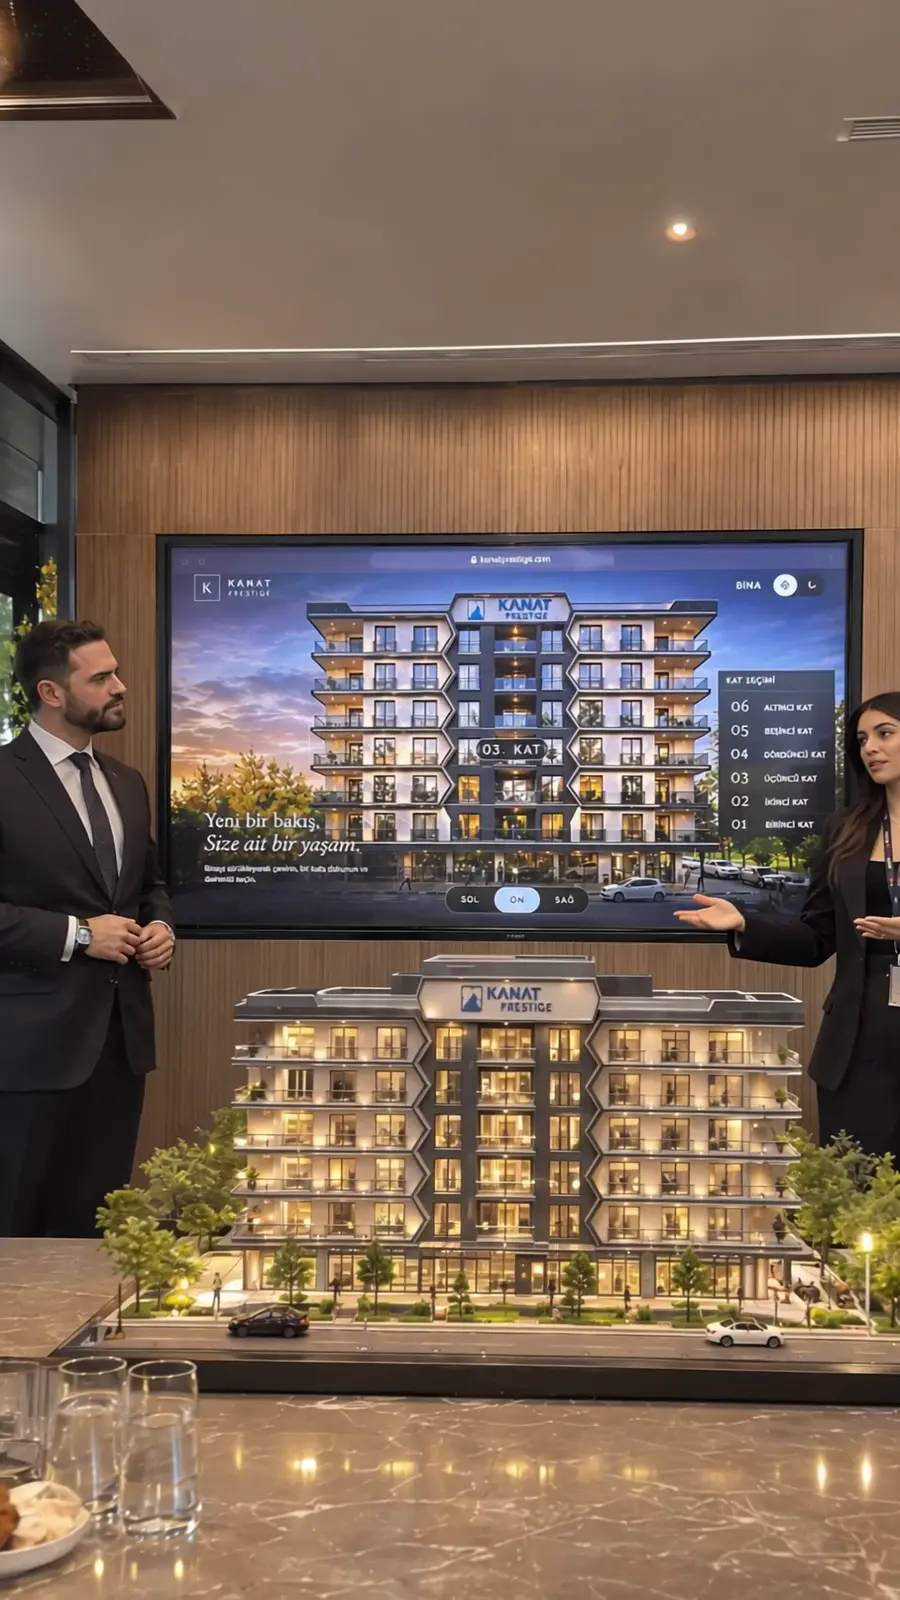 kanatprestige.com
K KANAT
PRESTIGE
BİNA
KANAT
PRESTIGE
KAT SEÇİMİ
06 ALTINCI KAT
05 BEŞİNCİ KAT
04 DÖRDÜNCÜ KAT
03 ÜÇÜNCÜ KAT
02 İKİNCİ KAT
01 BİRİNCİ KAT
03. KAT
Yeni bir bakış.
Size ait bir yaşam.
SOL ÖN SAĞ
KANAT
PRESTIGE